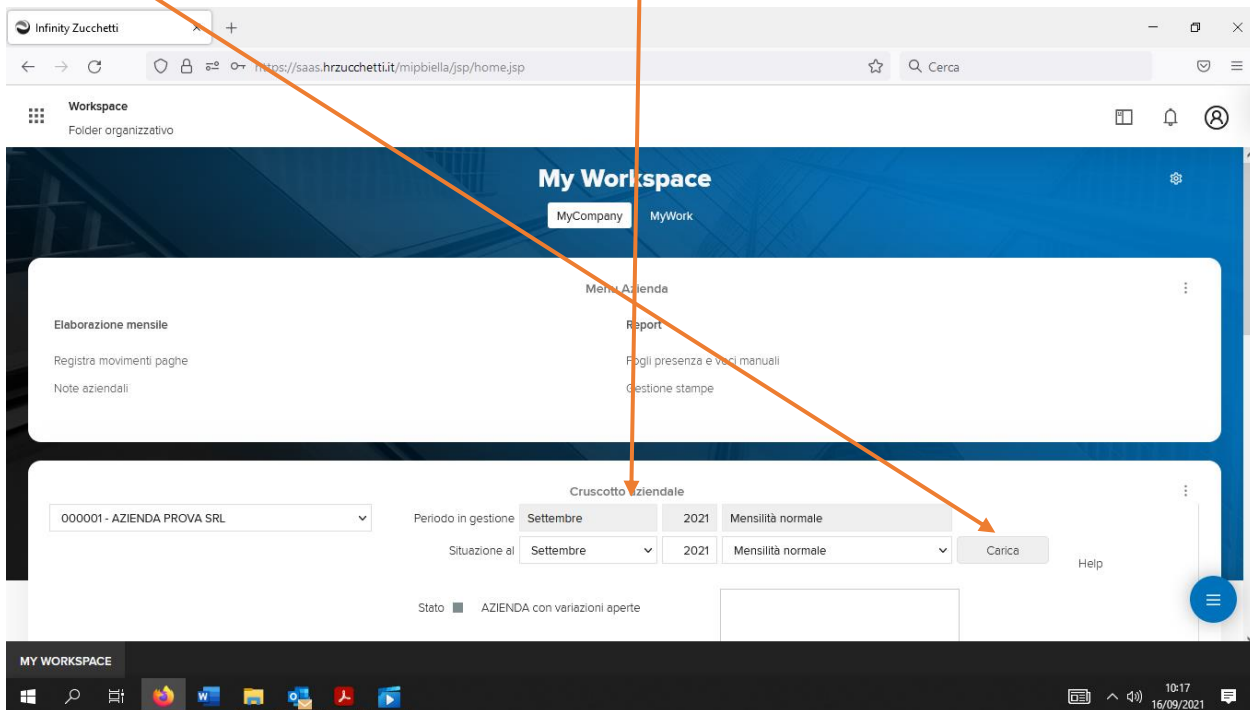 Infinity Zucchetti
https://saas.hrzucchetti.it/mipbiella/jsp/home.jsp
Cerca
Workspace
Folder organizzativo
My Workspace
MyCompany MyWork
Menu Azienda
Elaborazione mensile Report
Registra movimenti paghe Fogli presenza e voci manuali
Note aziendali Gestione stampe
Cruscotto aziendale
000001 - AZIENDA PROVA SRL Periodo in gestione Settembre 2021 Mensilità normale
Situazione al Settembre 2021 Mensilità normale Carica
Help
Stato AZIENDA con variazioni aperte
MY WORKSPACE
10:17
16/09/2021